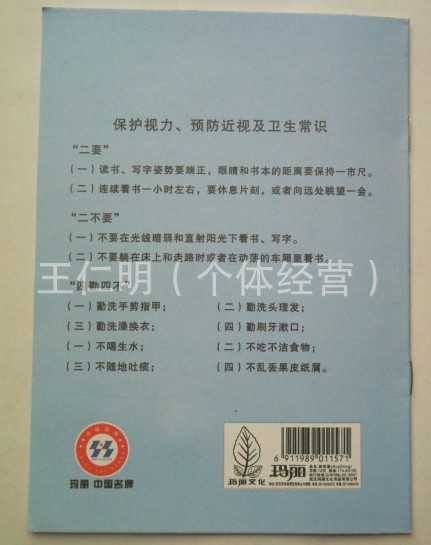 保护视力、预防近视及卫生常识
“二要”
（一）读书、写字姿势要端正，眼睛和书本的距离要保持一市尺。
（二）连续看书一小时左右，要休息片刻，或者向远处眺望一会。
“二不要”
（一）不要在光线暗弱和直射阳光下看书、写字。
（二）不要躺在床上和走路时或者在动荡的车厢里看书。
王仁明（个体经营）
“四勤四不”
（一）勤洗手剪指甲； （二）勤洗头理发；
（三）勤洗澡换衣； （四）勤刷牙漱口；
（一）不喝生水； （二）不吃不洁食物；
（三）不随地吐痰； （四）不乱丢果皮纸屑。
玛丽 中国名牌
玛丽文化
6911989011571
玛丽